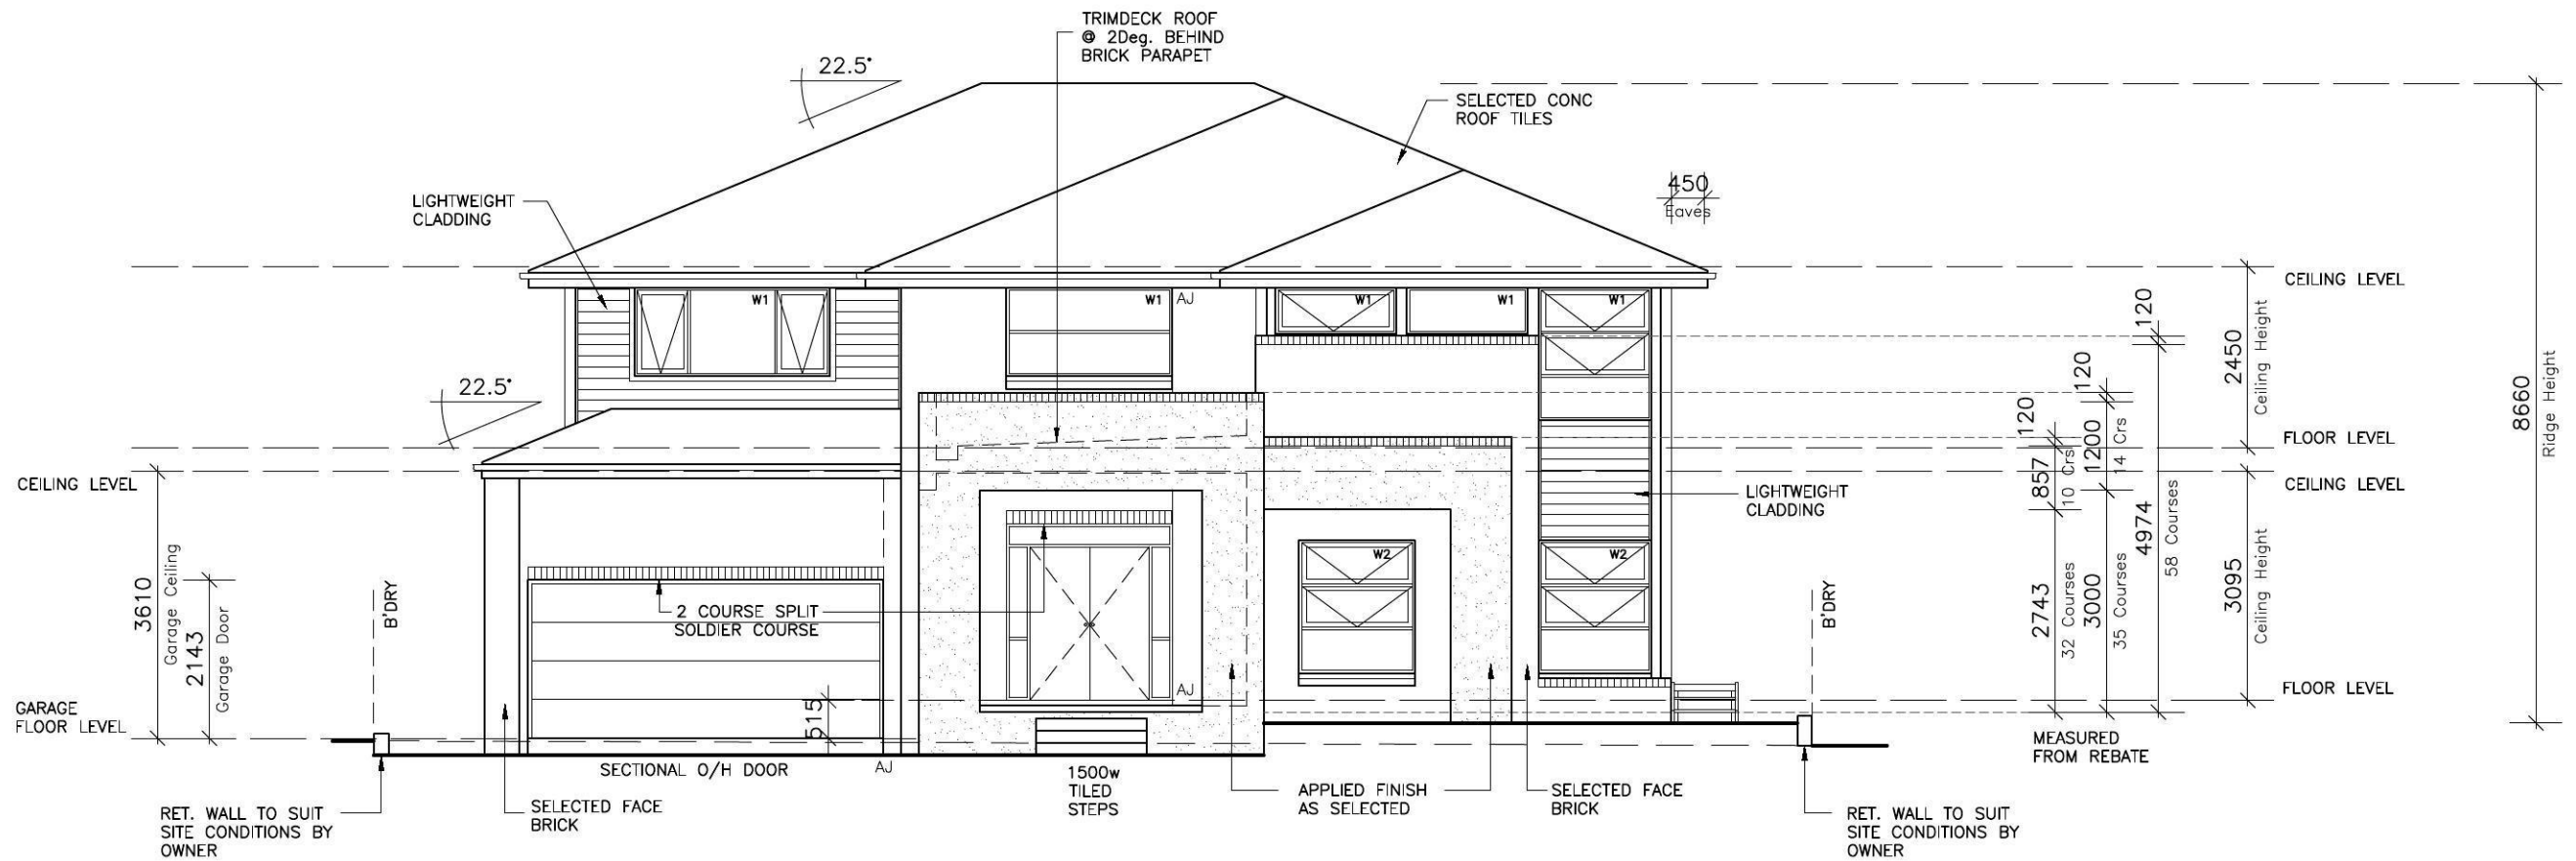 TRIMDECK ROOF
@ 2Deg. BEHIND
BRICK PARAPET
22.5°
SELECTED CONC
ROOF TILES
450
Eaves
LIGHTWEIGHT
CLADDING
22.5°
W1
W1
AJ
W1
W1
W1
CEILING LEVEL
FLOOR LEVEL
CEILING LEVEL
FLOOR LEVEL
120
120
120
2450
Ceiling Height
8660
Ridge Height
857
10 Crs
1200
14 Crs
4974
58 Courses
2743
32 Courses
3000
35 Courses
3095
Ceiling Height
MEASURED
FROM REBATE
CEILING LEVEL
3610
Garage Ceiling
2143
Garage Door
GARAGE
FLOOR LEVEL
B'DRY
2 COURSE SPLIT
SOLDIER COURSE
515
LIGHTWEIGHT
CLADDING
W2
W2
AJ
B'DRY
SECTIONAL O/H DOOR
AJ
1500w
TILED
STEPS
RET. WALL TO SUIT
SITE CONDITIONS BY
OWNER
SELECTED FACE
BRICK
APPLIED FINISH
AS SELECTED
SELECTED FACE
BRICK
RET. WALL TO SUIT
SITE CONDITIONS BY
OWNER